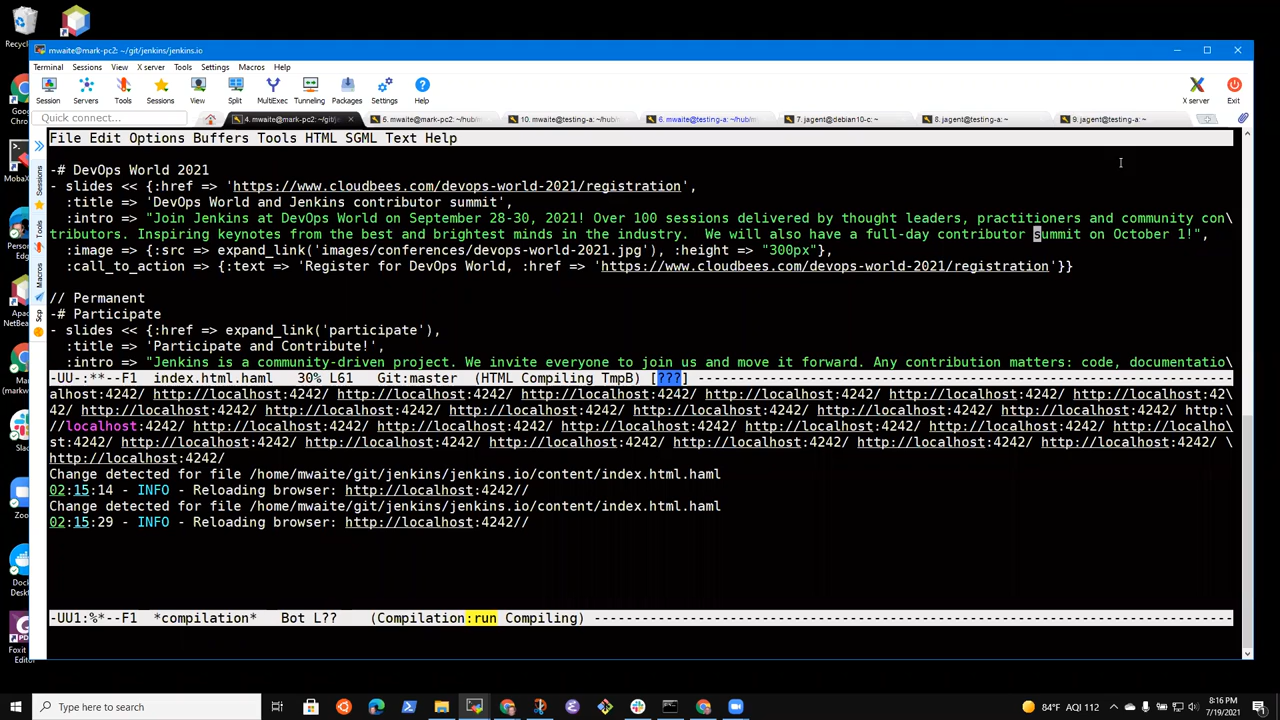 Recycl
mwaite@mark-pc2: ~/git/jenkins/jenkins.io
Terminal Sessions View X server Tools Settings Macros Help
Session Servers Tools Sessions View Split MultiExec Tunneling Packages Settings Help X server Exit
Quick connect...
4. mwaite@mark-pc2: ~/git/je
6. mwaite@mark-pc2: ~/hub/m
10. mwaite@testing-a: ~/hub/
6. mwaite@testing-a: ~/hub/m
7. jagent@debian10-c: ~
8. jagent@testing-a: ~
9. jagent@testing-a: ~
Sessions
Tools
Macros
Scp
File Edit Options Buffers Tools HTML SGML Text Help
-# DevOps World 2021
- slides << {:href => 'https://www.cloudbees.com/devops-world-2021/registration',
:title => 'DevOps World and Jenkins contributor summit',
:intro => "Join Jenkins at DevOps World on September 28-30, 2021! Over 100 sessions delivered by thought leaders, practitioners and community con\
tributors. Inspiring keynotes from the best and brightest minds in the industry.  We will also have a full-day contributor summit on October 1!",
:image => {:src => expand_link('images/conferences/devops-world-2021.jpg'), :height => "300px"},
:call_to_action => {:text => 'Register for DevOps World, :href => 'https://www.cloudbees.com/devops-world-2021/registration'}}
// Permanent
-# Participate
- slides << {:href => expand_link('participate'),
:title => 'Participate and Contribute!',
:intro => "Jenkins is a community-driven project. We invite everyone to join us and move it forward. Any contribution matters: code, documentatio\
-UU-:**--F1  index.html.haml    30% L61    Git:master  (HTML Compiling TmpB) [???] ----------
alhost:4242/ http://localhost:4242/ http://localhost:4242/ http://localhost:4242/ http://localhost:4242/ http://localhost:4242/ http://localhost:42\
42/ http://localhost:4242/ http://localhost:4242/ http://localhost:4242/ http://localhost:4242/ http://localhost:4242/ http://localhost:4242/ http:\
//localhost:4242/ http://localhost:4242/ http://localhost:4242/ http://localhost:4242/ http://localhost:4242/ http://localhost:4242/ http://localho\
st:4242/ http://localhost:4242/ http://localhost:4242/ http://localhost:4242/ http://localhost:4242/ http://localhost:4242/ http://localhost:4242/ \
http://localhost:4242/
Change detected for file /home/mwaite/git/jenkins/jenkins.io/content/index.html.haml
02:15:14 - INFO - Reloading browser: http://localhost:4242//
Change detected for file /home/mwaite/git/jenkins/jenkins.io/content/index.html.haml
02:15:29 - INFO - Reloading browser: http://localhost:4242//
-UU1:%*--F1  *compilation*   Bot L??    (Compilation:run Compiling) ----------
Foxit
Editor
Type here to search
84°F AQI 112
8:16 PM
7/19/2021